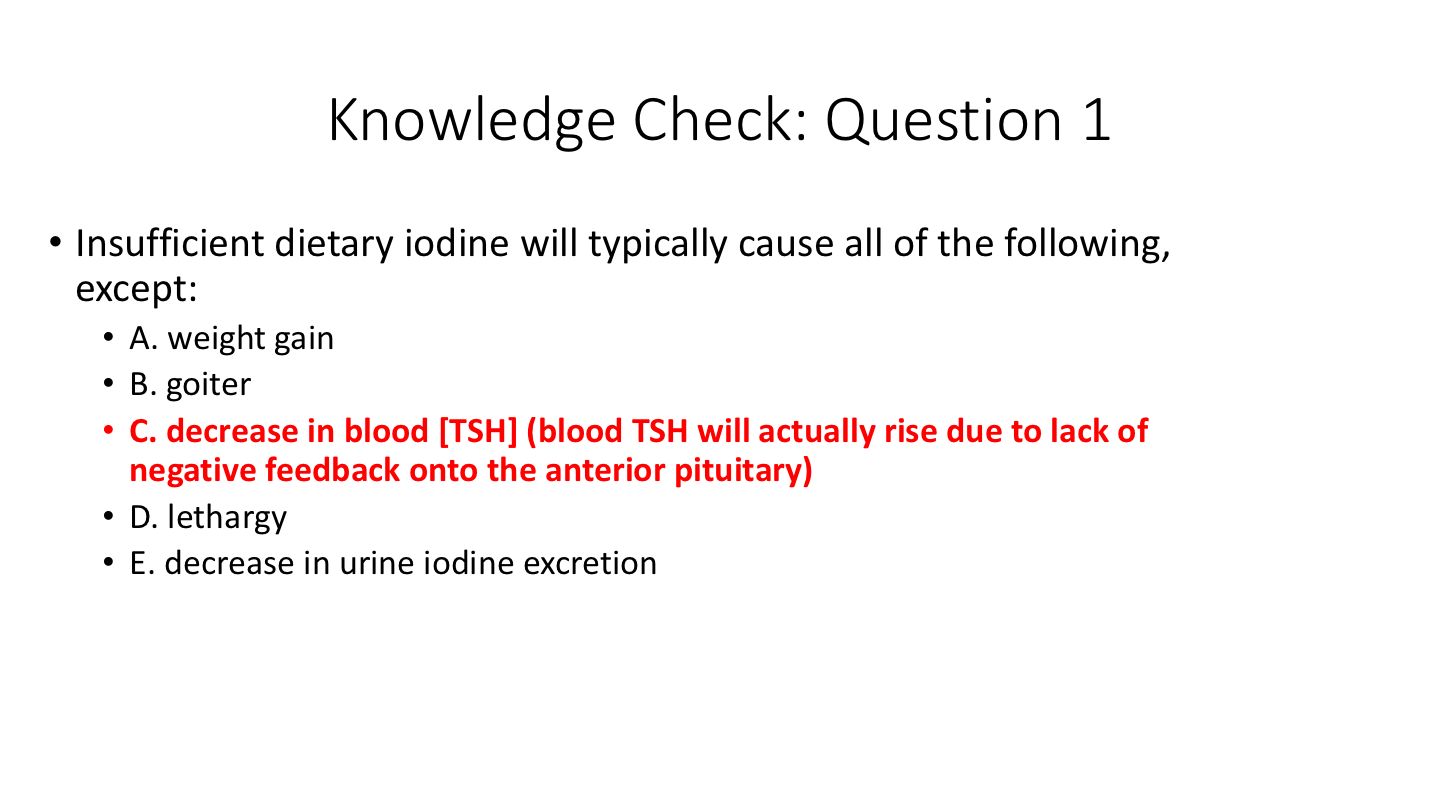 Knowledge Check: Question 1
• Insufficient dietary iodine will typically cause all of the following,
except:
• A. weight gain
• B. goiter
• C. decrease in blood [TSH] (blood TSH will actually rise due to lack of
negative feedback onto the anterior pituitary)
• D. lethargy
• E. decrease in urine iodine excretion